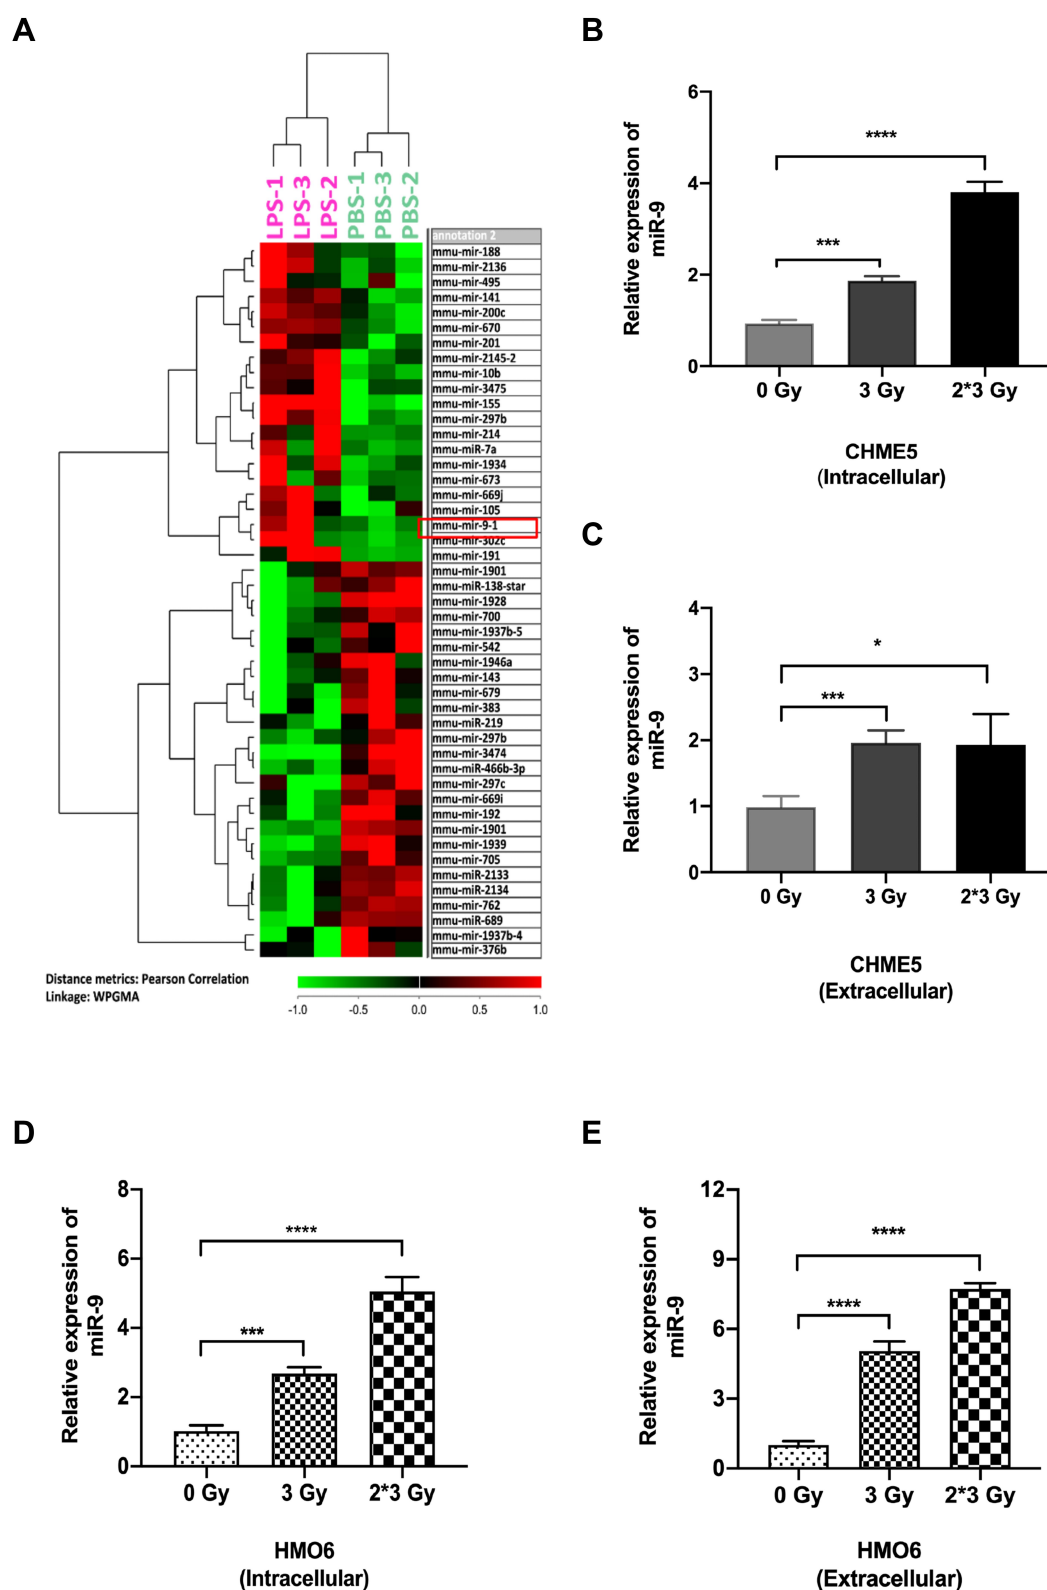 A
LPS-1
LPS-3
LPS-2
PBS-1
PBS-3
PBS-2
annotation 2
mmu-mir-188
mmu-mir-2136
mmu-mir-495
mmu-mir-141
mmu-mir-200c
mmu-mir-670
mmu-mir-201
mmu-mir-2145-2
mmu-mir-10b
mmu-mir-3475
mmu-mir-155
mmu-mir-297b
mmu-mir-214
mmu-miR-7a
mmu-mir-1934
mmu-mir-673
mmu-mir-669j
mmu-mir-105
mmu-mir-9-1
mmu-mir-302c
mmu-mir-191
mmu-mir-1901
mmu-miR-138-star
mmu-mir-1928
mmu-mir-700
mmu-mir-1937b-5
mmu-mir-542
mmu-mir-1946a
mmu-mir-143
mmu-mir-679
mmu-mir-383
mmu-miR-219
mmu-mir-297b
mmu-mir-3474
mmu-miR-466b-3p
mmu-mir-297c
mmu-mir-669i
mmu-mir-192
mmu-mir-1901
mmu-mir-1939
mmu-mir-705
mmu-miR-2133
mmu-miR-2134
mmu-mir-762
mmu-miR-689
mmu-mir-1937b-4
mmu-mir-376b
Distance metrics: Pearson Correlation
Linkage: WPGMA
-1.0 -0.5 0.0 0.5 1.0
B
Relative expression of
miR-9
6
4
2
0
****
***
0 Gy 3 Gy 2*3 Gy
CHME5
(Intracellular)
C
Relative expression of
miR-9
4
3
2
1
0
*
***
0 Gy 3 Gy 2*3 Gy
CHME5
(Extracellular)
D
Relative expression of
miR-9
8
6
4
2
0
****
***
0 Gy 3 Gy 2*3 Gy
HMO6
(Intracellular)
E
Relative expression of
miR-9
12
9
6
3
0
****
****
0 Gy 3 Gy 2*3 Gy
HMO6
(Extracellular)